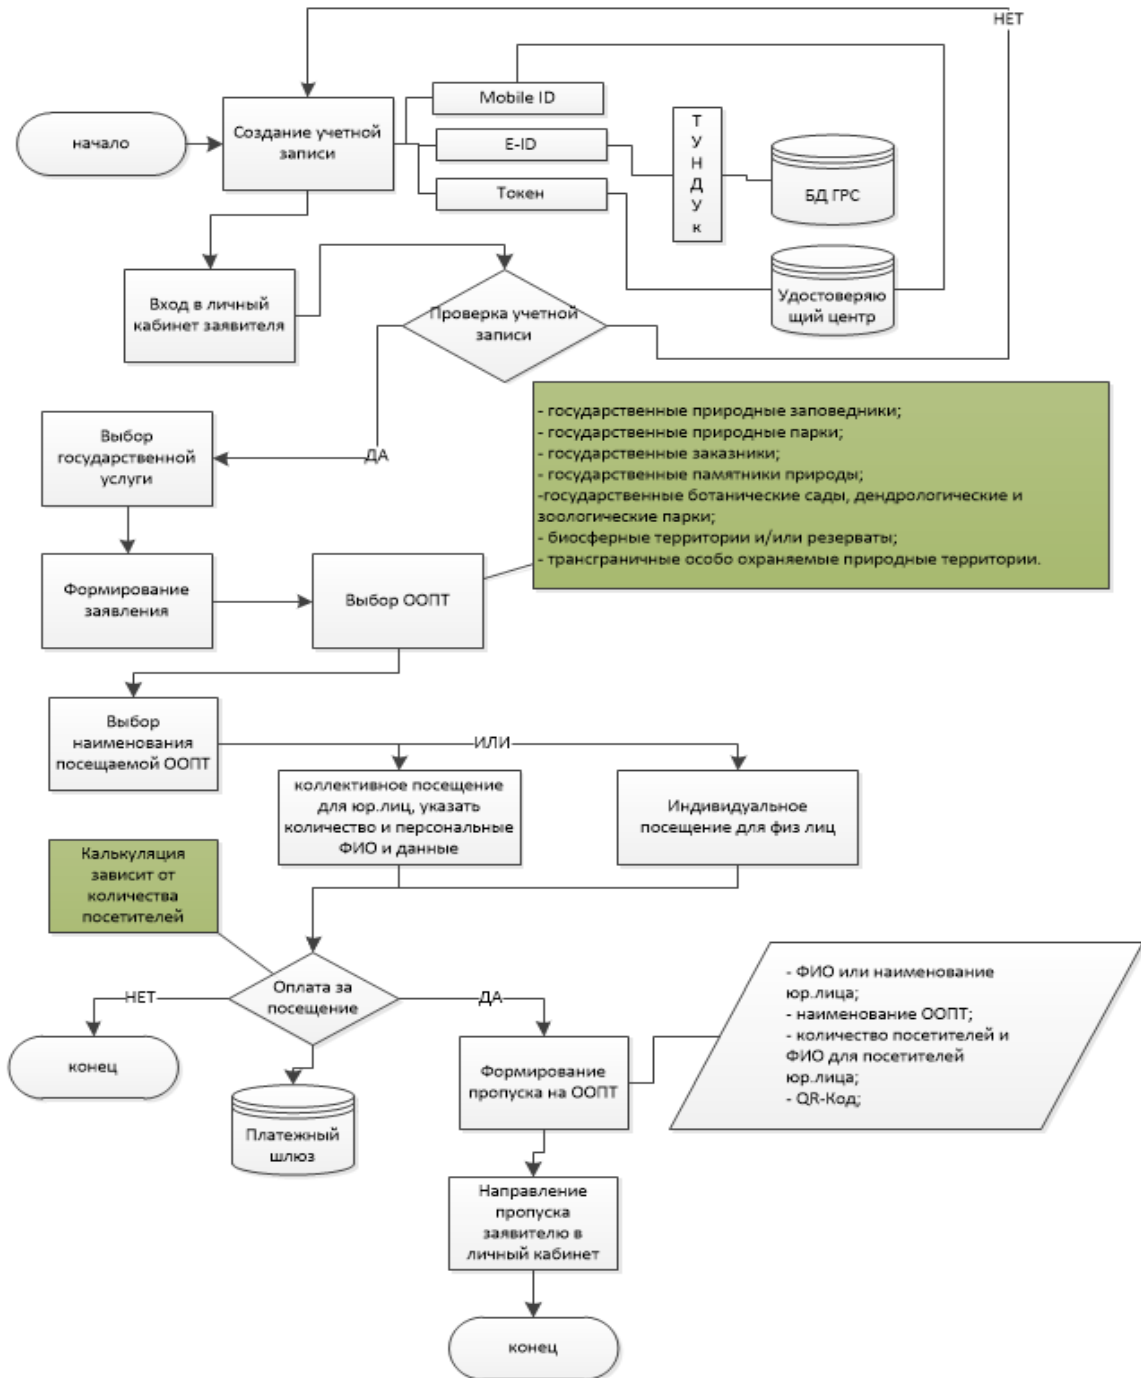 НЕТ
Mobile ID
начало
Создание учетной
записи
E-ID
Токен
Т
У
Н
Д
У
к
БД ГРС
Удостоверяю
щий центр
Вход в личный
кабинет заявителя
Проверка учетной
записи
ДА
Выбор
государственной
услуги
- государственные природные заповедники;
- государственные природные парки;
- государственные заказники;
- государственные памятники природы;
-государственные ботанические сады, дендрологические и
зоологические парки;
- биосферные территории и/или резерваты;
- трансграничные особо охраняемые природные территории.
Формирование
заявления
Выбор ООПТ
Выбор
наименования
посещаемой ООПТ
ИЛИ
коллективное посещение
для юр.лиц, указать
количество и персональные
ФИО и данные
Индивидуальное
посещение для физ лиц
Калькуляция
зависит от
количества
посетителей
Оплата за
посещение
НЕТ
ДА
конец
Платежный
шлюз
Формирование
пропуска на ООПТ
- ФИО или наименование
юр.лица;
- наименование ООПТ;
- количество посетителей и
ФИО для посетителей
юр.лица;
- QR-Код;
Направление
пропуска
заявителю в
личный кабинет
конец